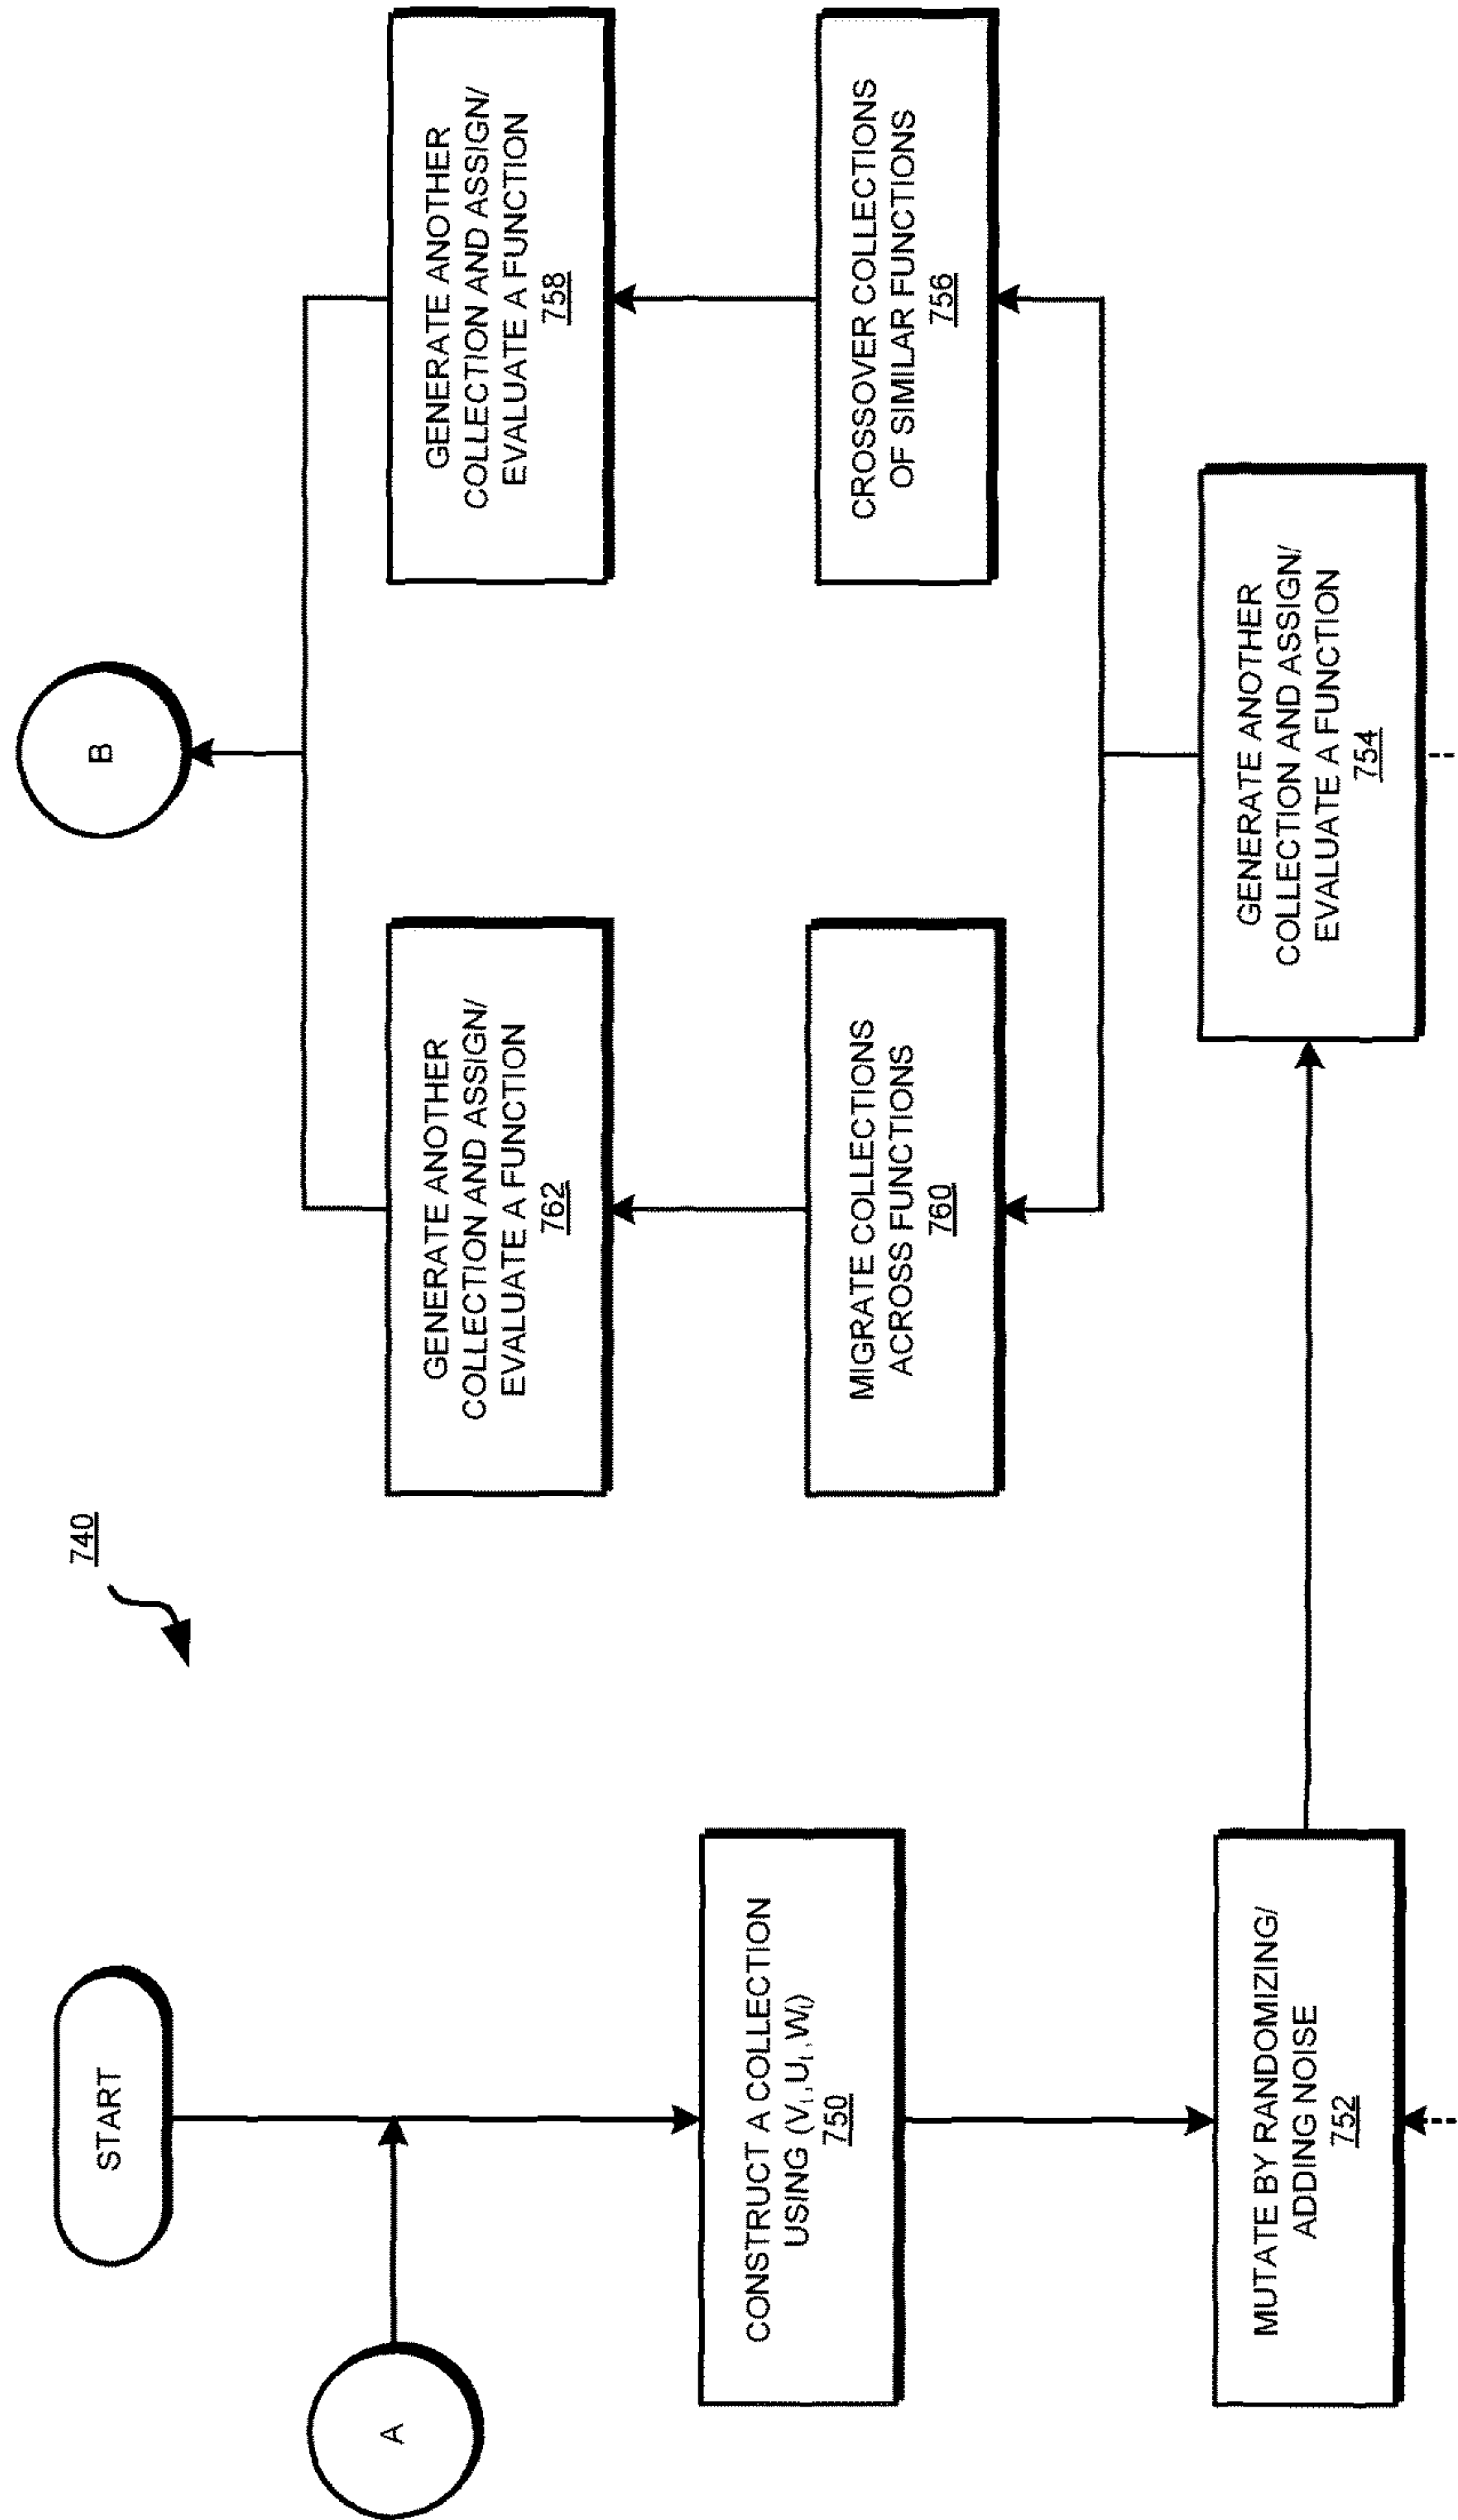 740
START
A
CONSTRUCT A COLLECTION
USING (Vᵢ, Uᵢ, Wᵢ)
750
MUTATE BY RANDOMIZING/
ADDING NOISE
752
GENERATE ANOTHER
COLLECTION AND ASSIGN/
EVALUATE A FUNCTION
754
MIGRATE COLLECTIONS
ACROSS FUNCTIONS
760
GENERATE ANOTHER
COLLECTION AND ASSIGN/
EVALUATE A FUNCTION
762
CROSSOVER COLLECTIONS
OF SIMILAR FUNCTIONS
756
GENERATE ANOTHER
COLLECTION AND ASSIGN/
EVALUATE A FUNCTION
758
B